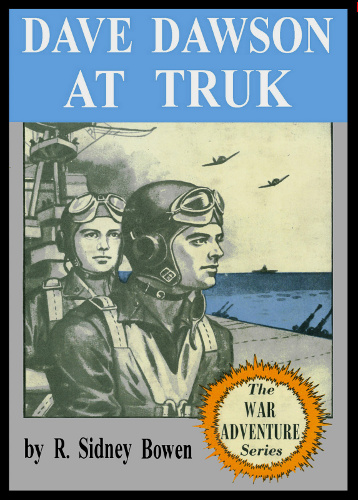 DAVE DAWSON
AT TRUK
The
WAR
ADVENTURE
Series
by R. Sidney Bowen